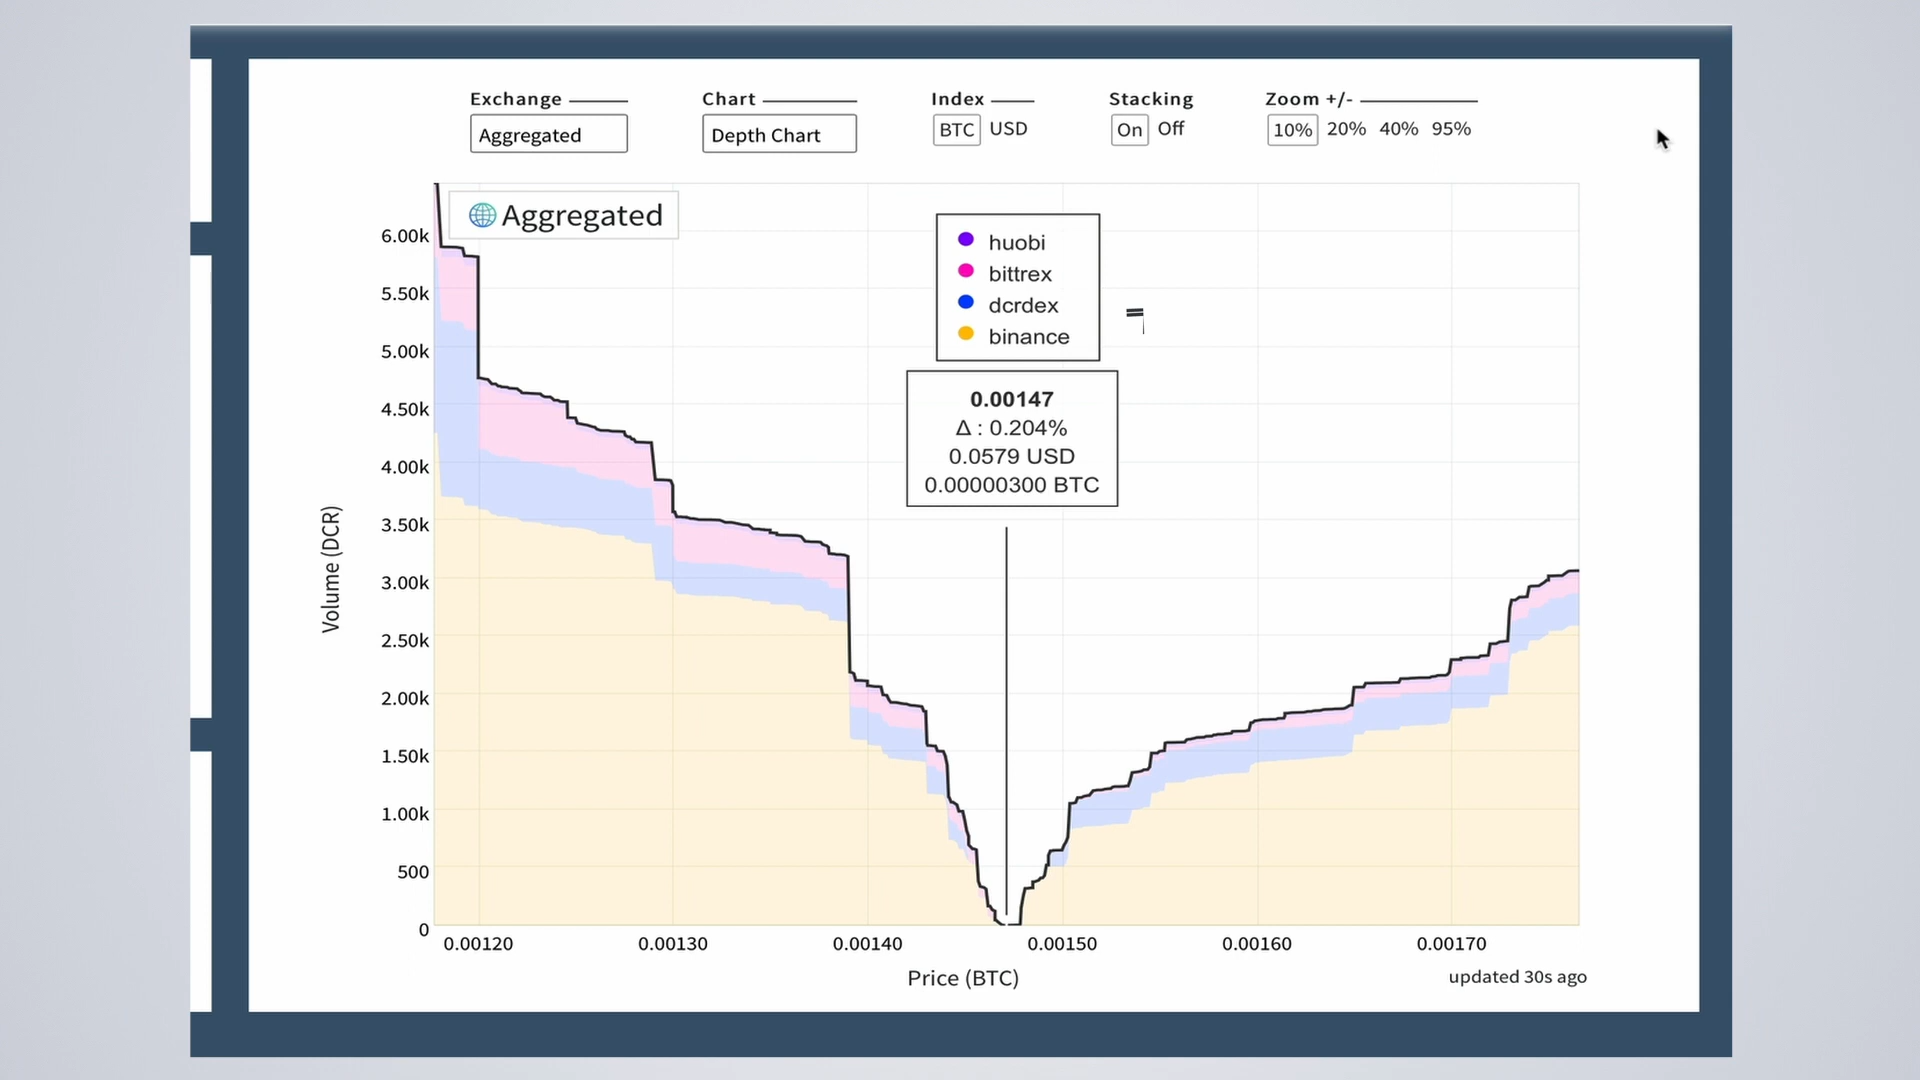 Exchange
Chart
Index
Stacking
Zoom +/-
Aggregated
Depth Chart
BTC USD
On Off
10% 20% 40% 95%
Aggregated
huobi
bittrex
dcrdex
binance
0.00147
Δ : 0.204%
0.0579 USD
0.00000300 BTC
Volume (DCR)
6.00k
5.50k
5.00k
4.50k
4.00k
3.50k
3.00k
2.50k
2.00k
1.50k
1.00k
500
0
0.00120 0.00130 0.00140 0.00150 0.00160 0.00170
Price (BTC)
updated 30s ago